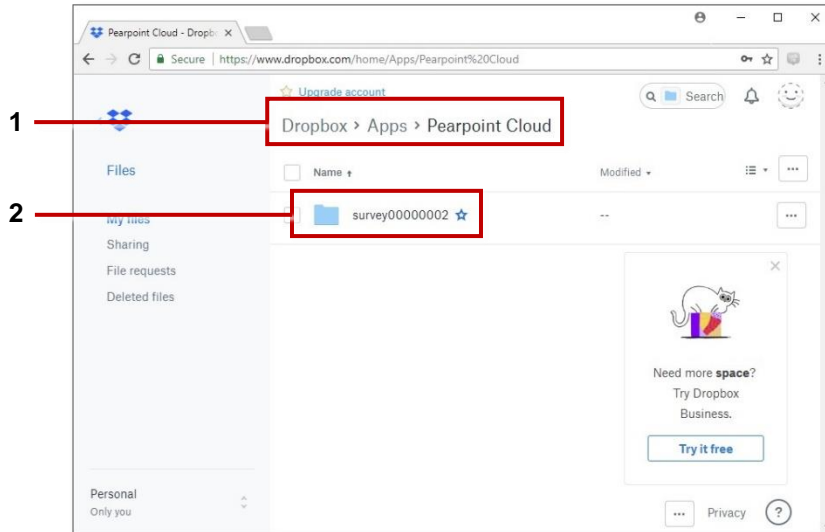 Pearpoint Cloud - Dropb
Secure https://www.dropbox.com/home/Apps/Pearpoint%20Cloud
Upgrade account
Search
1
Dropbox > Apps > Pearpoint Cloud
Files
Name
Modified
2
survey00000002
--
My files
Sharing
File requests
Deleted files
Need more space?
Try Dropbox
Business.
Try it free
Personal
Only you
Privacy
?